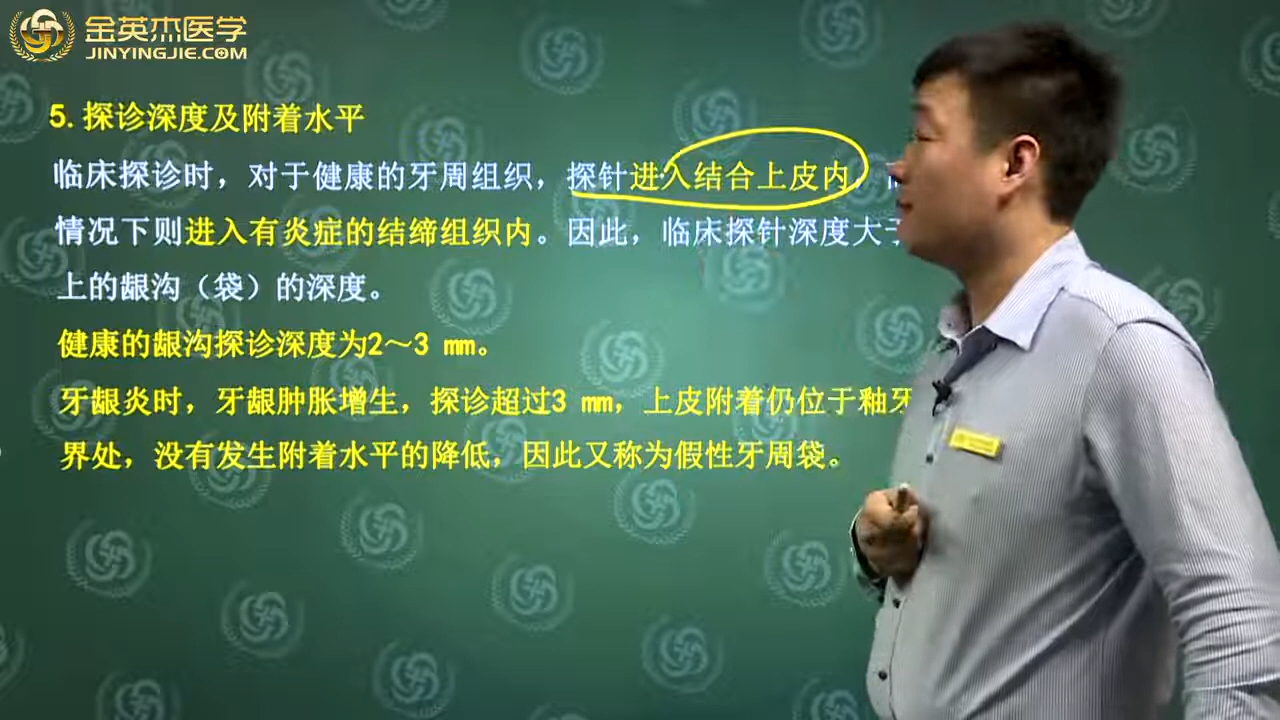 金英杰医学
JINYINGJIE.COM
5. 探诊深度及附着水平
临床探诊时，对于健康的牙周组织，探针进入结合上皮内，
情况下则进入有炎症的结缔组织内。因此，临床探针深度大于
上的龈沟（袋）的深度。
健康的龈沟探诊深度为2～3 mm。
牙龈炎时，牙龈肿胀增生，探诊超过3 mm，上皮附着仍位于釉牙
界处，没有发生附着水平的降低，因此又称为假性牙周袋。